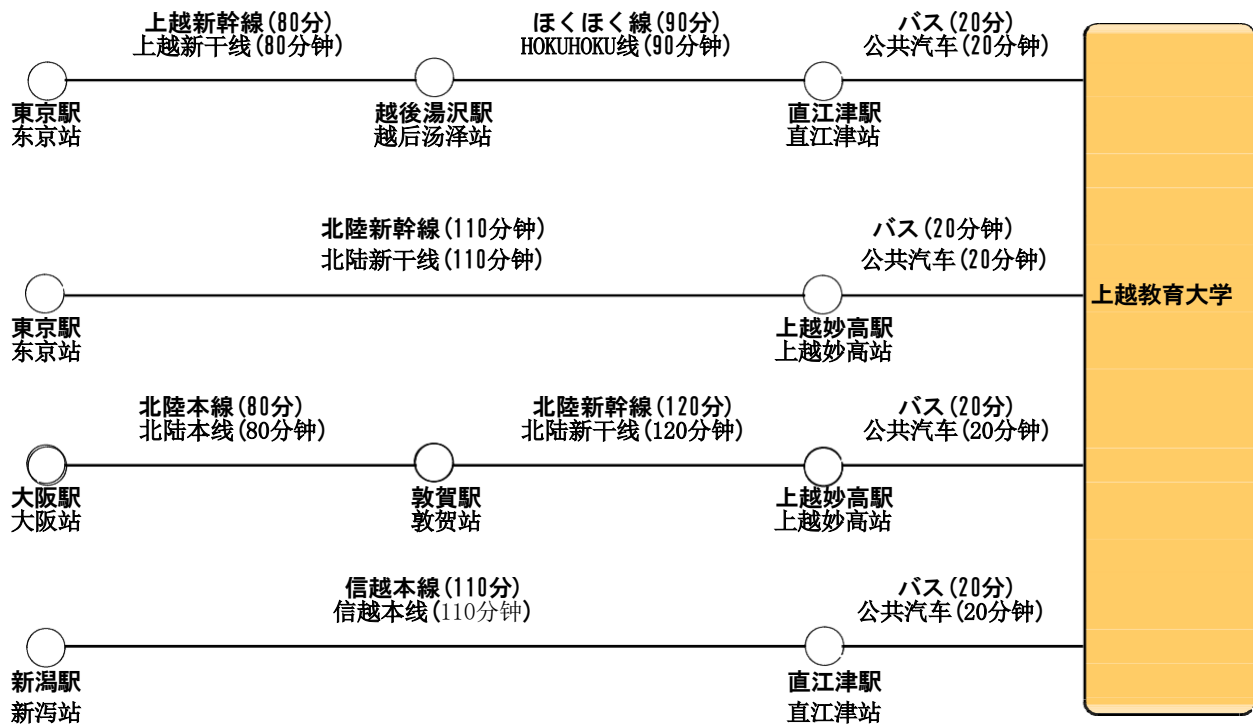 上越新幹線(80分)
上越新干线(80分钟)
ほくほく線(90分)
HOKUHOKU线(90分钟)
バス(20分)
公共汽车(20分钟)
東京駅
东京站
越後湯沢駅
越后汤泽站
直江津駅
直江津站
北陸新幹線(110分钟)
北陆新干线(110分钟)
バス(20分钟)
公共汽车(20分钟)
東京駅
东京站
上越妙高駅
上越妙高站
上越教育大学
北陸本線(80分)
北陆本线(80分钟)
北陸新幹線(120分)
北陆新干线(120分钟)
バス(20分)
公共汽车(20分钟)
大阪駅
大阪站
敦賀駅
敦贺站
上越妙高駅
上越妙高站
信越本線(110分)
信越本线(110分钟)
バス(20分)
公共汽车(20分钟)
新潟駅
新泻站
直江津駅
直江津站